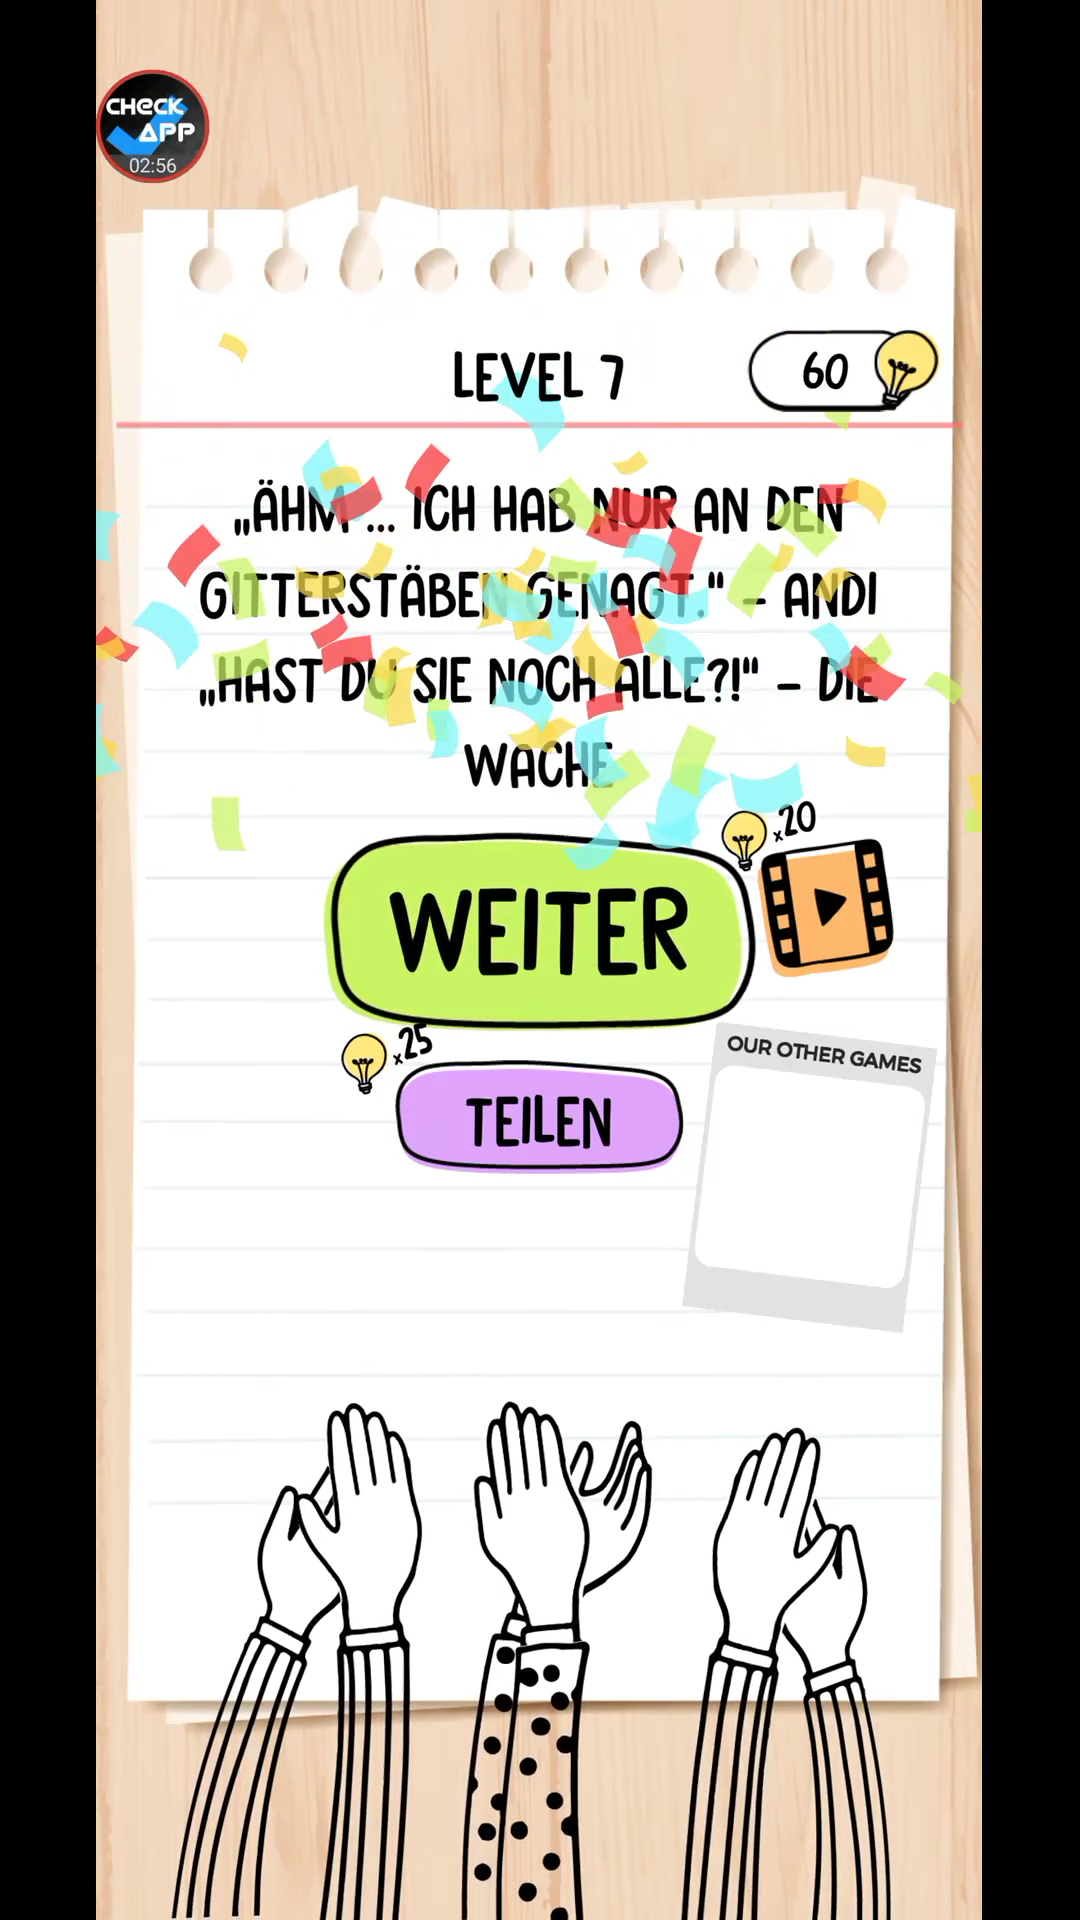 CHECK
APP
02:56
LEVEL 7
60
„ÄHM ... ICH HAB NUR AN DEN
GITTERSTÄBEN GENAGT." – ANDI
„HAST DU SIE NOCH ALLE?!" – DIE
WACHE
x20
WEITER
x25
OUR OTHER GAMES
TEILEN